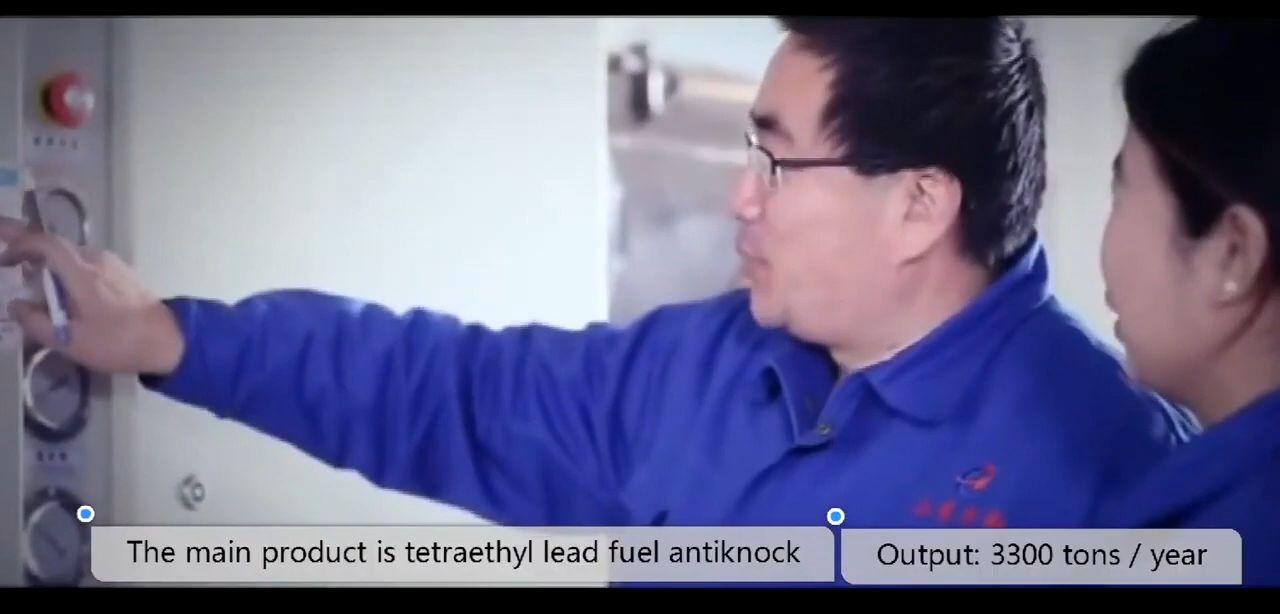 The main product is tetraethyl lead fuel antiknock
Output: 3300 tons / year